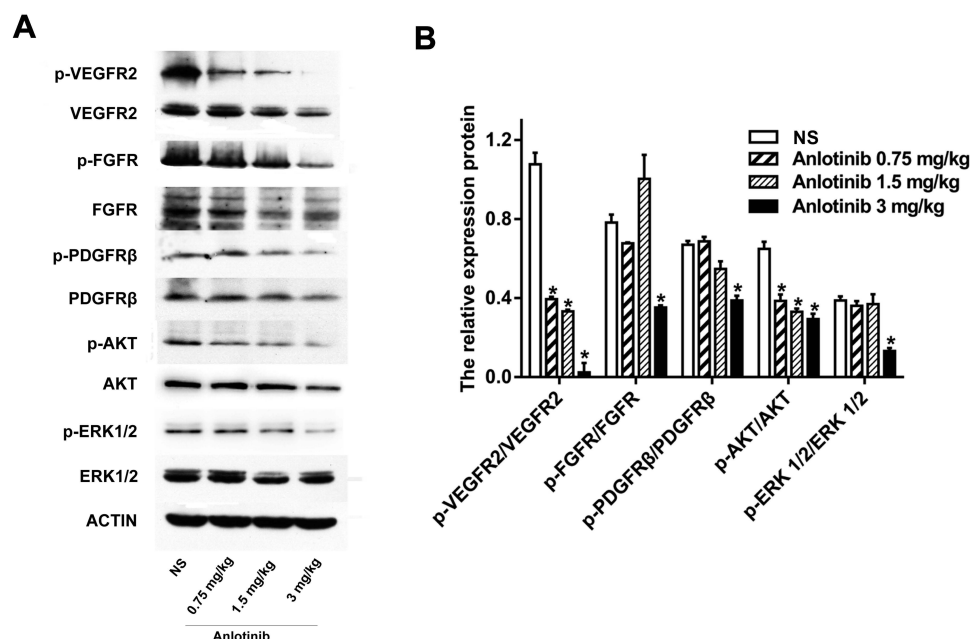 A
p-VEGFR2
VEGFR2
p-FGFR
FGFR
p-PDGFRβ
PDGFRβ
p-AKT
AKT
p-ERK1/2
ERK1/2
ACTIN
NS
0.75 mg/kg
1.5 mg/kg
3 mg/kg
Anlotinib
B
The relative expression protein
1.2
0.8
0.4
0.0
NS
Anlotinib 0.75 mg/kg
Anlotinib 1.5 mg/kg
Anlotinib 3 mg/kg
* * *
*
*
* * *
*
p-VEGFR2/VEGFR2
p-FGFR/FGFR
p-PDGFRβ/PDGFRβ
p-AKT/AKT
p-ERK 1/2/ERK 1/2